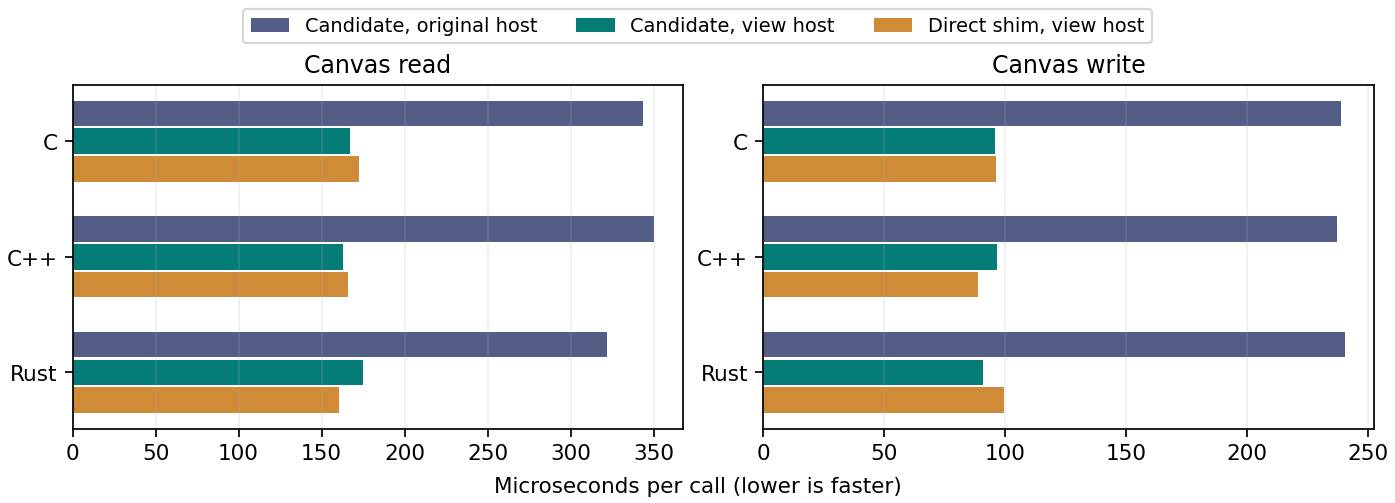 Candidate, original host
Candidate, view host
Direct shim, view host
Canvas read
Canvas write
C
C++
Rust
0 50 100 150 200 250 300 350
C
C++
Rust
0 50 100 150 200 250
Microseconds per call (lower is faster)